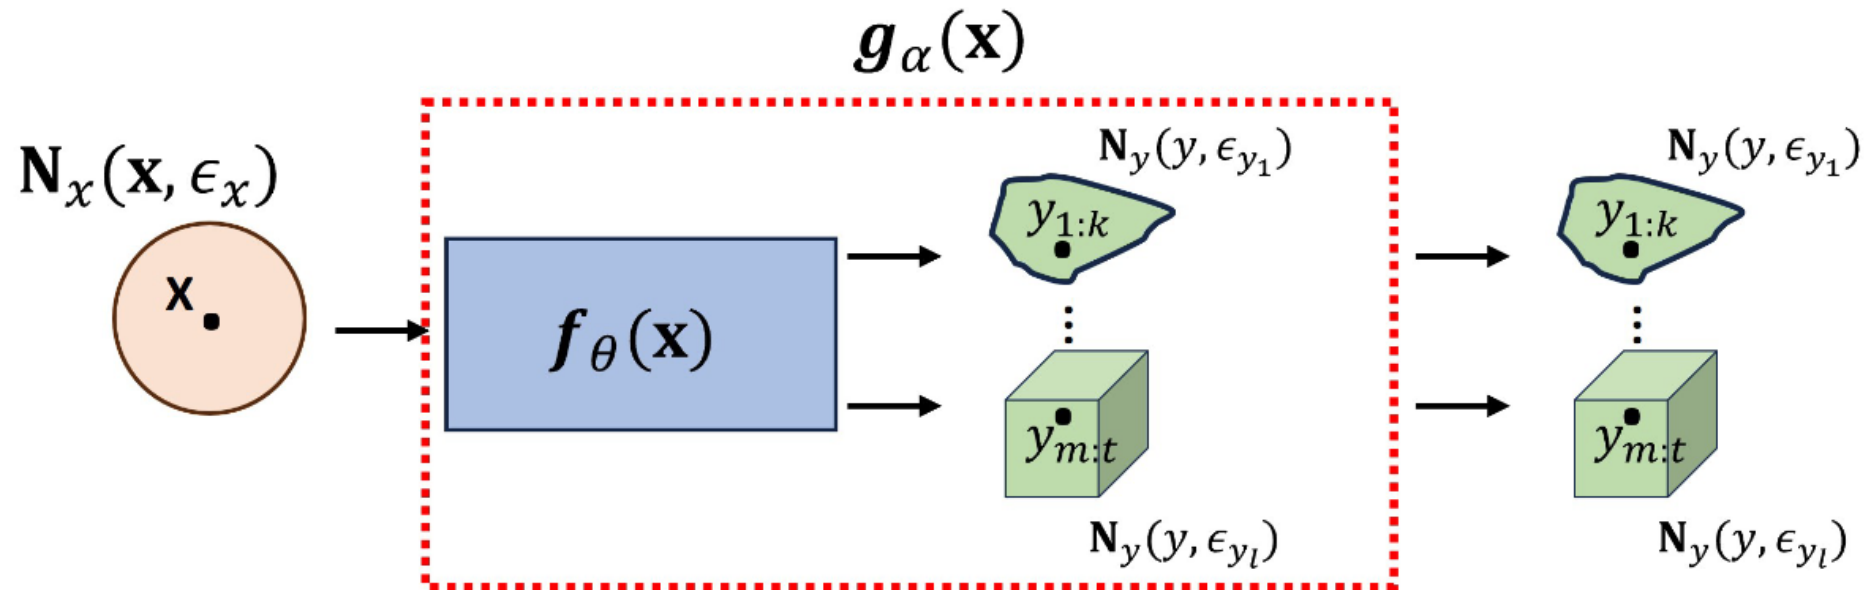 𝒈_α(𝐱)
𝐍_x(𝐱, ϵ_x)
x
𝒇_θ(𝐱)
𝐍_y(y, ϵ_{y_1})
y_{1:k}
⋮
y_{m:t}
𝐍_y(y, ϵ_{y_l})
𝐍_y(y, ϵ_{y_1})
y_{1:k}
⋮
y_{m:t}
𝐍_y(y, ϵ_{y_l})